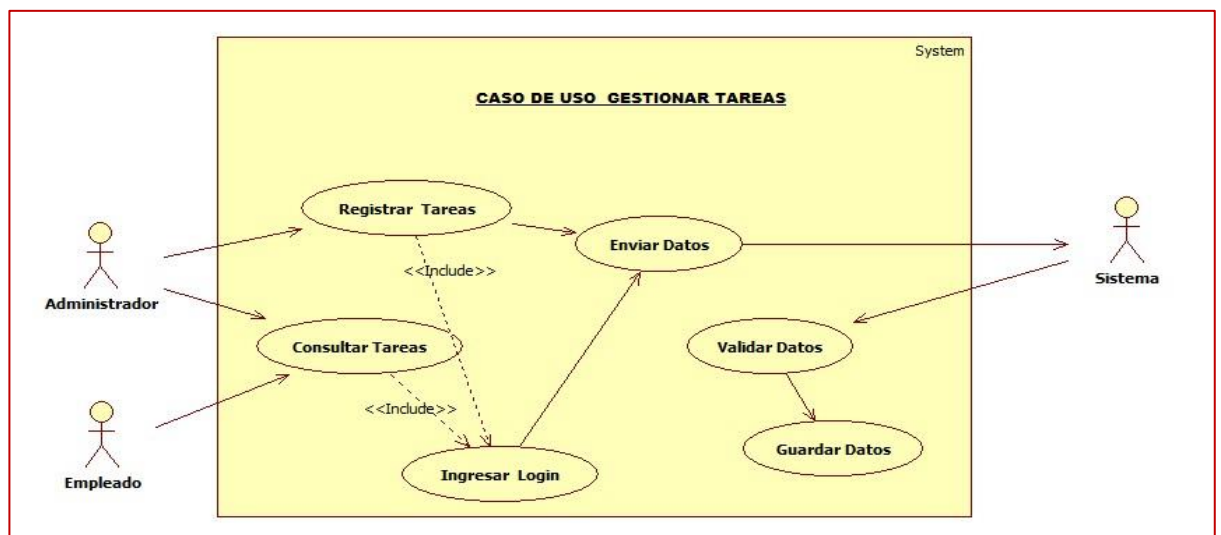 System
CASO DE USO GESTIONAR TAREAS
Registrar Tareas
Enviar Datos
<<Include>>
Administrador
Sistema
Consultar Tareas
Validar Datos
<<Include>>
Guardar Datos
Empleado
Ingresar Login